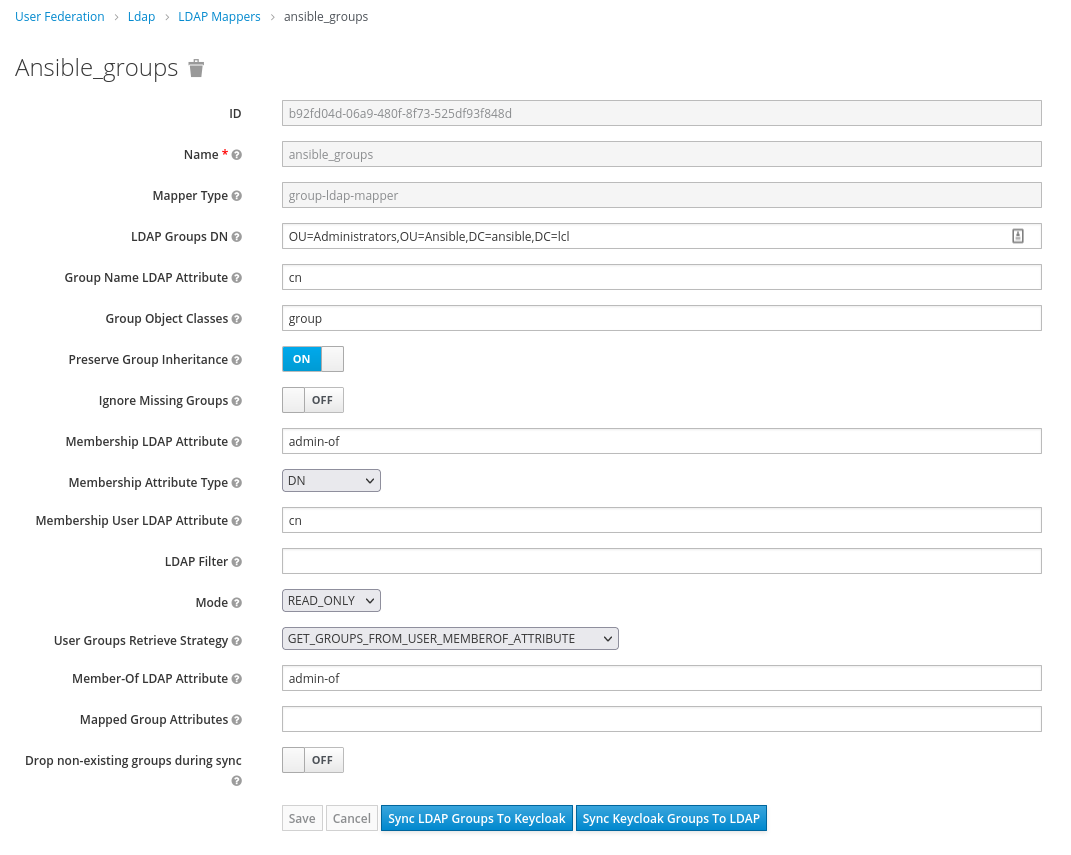 User Federation > Ldap > LDAP Mappers > ansible_groups
Ansible_groups
ID b92fd04d-06a9-480f-8f73-525df93f848d
Name * ansible_groups
Mapper Type group-ldap-mapper
LDAP Groups DN OU=Administrators,OU=Ansible,DC=ansible,DC=lcl
Group Name LDAP Attribute cn
Group Object Classes group
Preserve Group Inheritance ON
Ignore Missing Groups OFF
Membership LDAP Attribute admin-of
Membership Attribute Type DN
Membership User LDAP Attribute cn
LDAP Filter
Mode READ_ONLY
User Groups Retrieve Strategy GET_GROUPS_FROM_USER_MEMBEROF_ATTRIBUTE
Member-Of LDAP Attribute admin-of
Mapped Group Attributes
Drop non-existing groups during sync OFF
Save Cancel Sync LDAP Groups To Keycloak Sync Keycloak Groups To LDAP